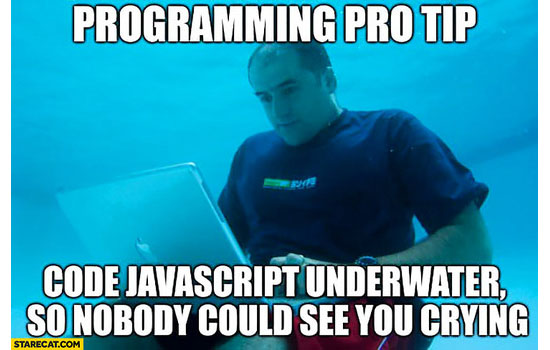 PROGRAMMING PRO TIP
CODE JAVASCRIPT UNDERWATER,
SO NOBODY COULD SEE YOU CRYING
STARECAT.COM